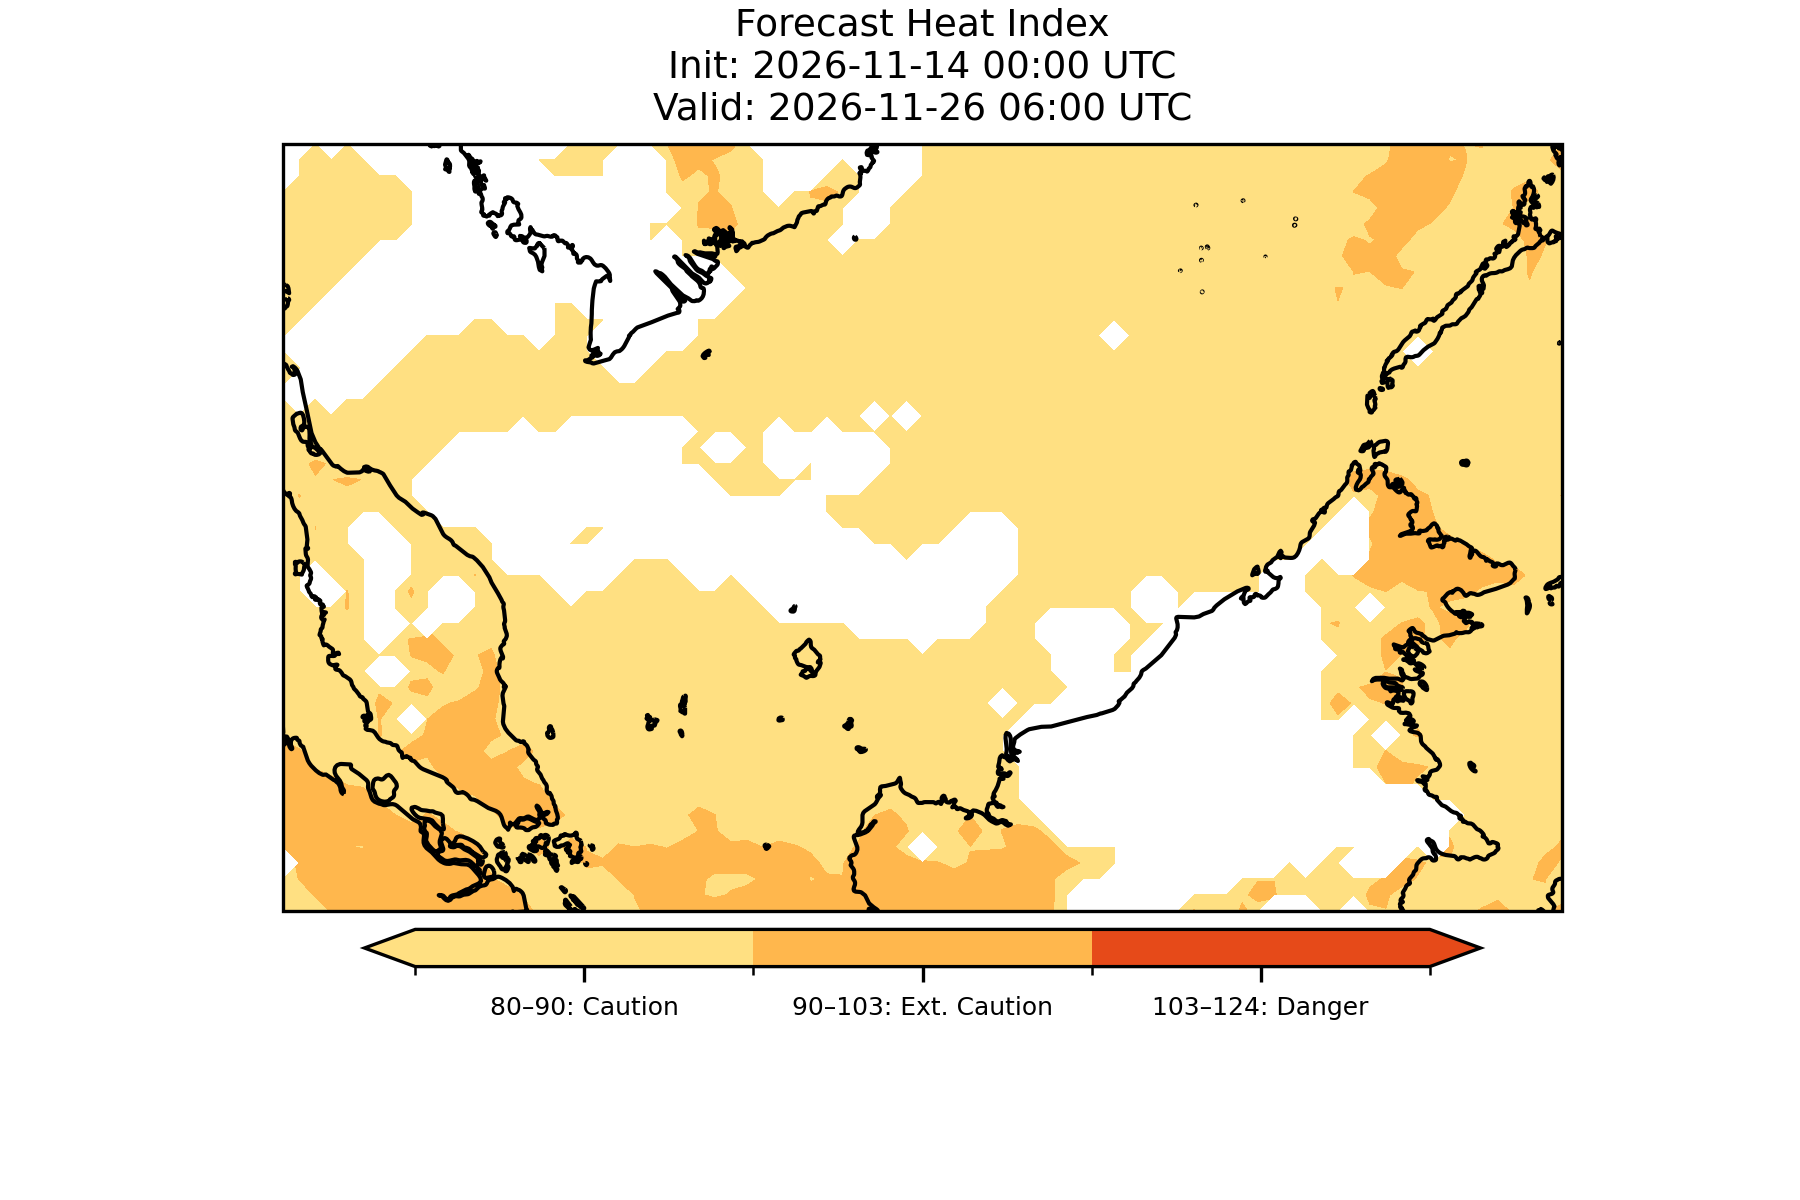 Forecast Heat Index
Init: 2026-11-14 00:00 UTC
Valid: 2026-11-26 06:00 UTC
80–90: Caution
90–103: Ext. Caution
103–124: Danger